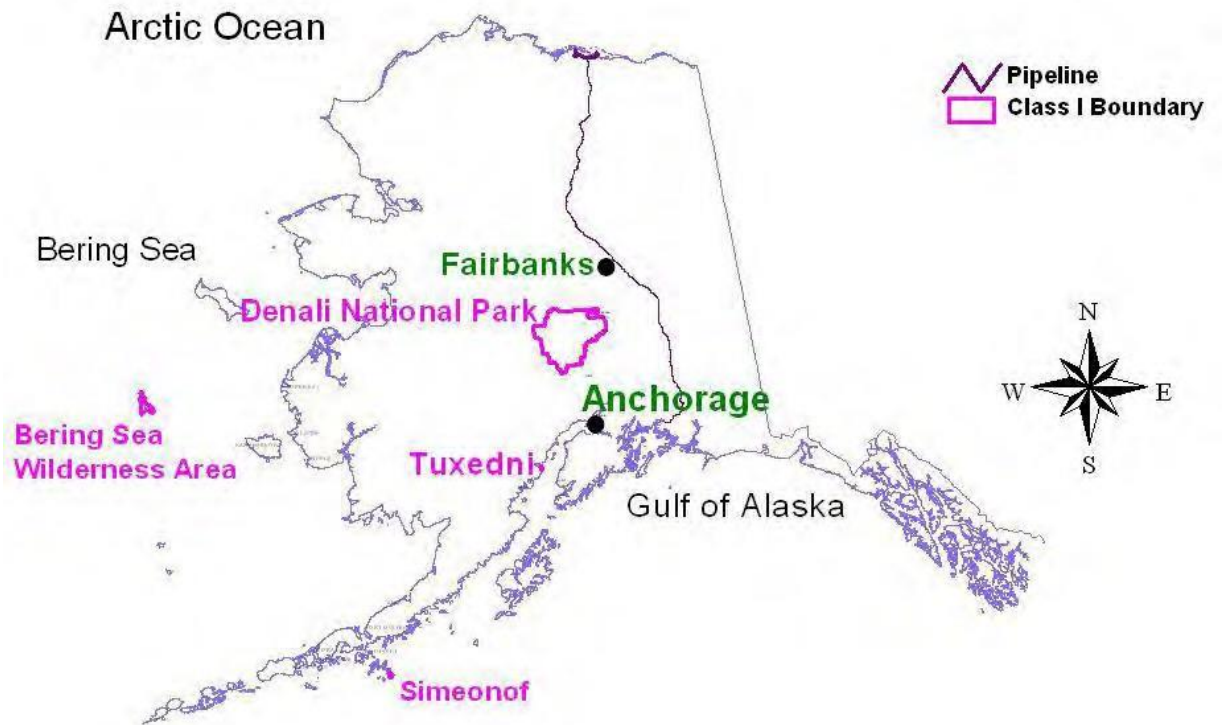 Arctic Ocean
Pipeline
Class I Boundary
Bering Sea
Fairbanks
Denali National Park
N
W
E
S
Anchorage
Bering Sea
Wilderness Area
Tuxedni
Gulf of Alaska
Simeonof